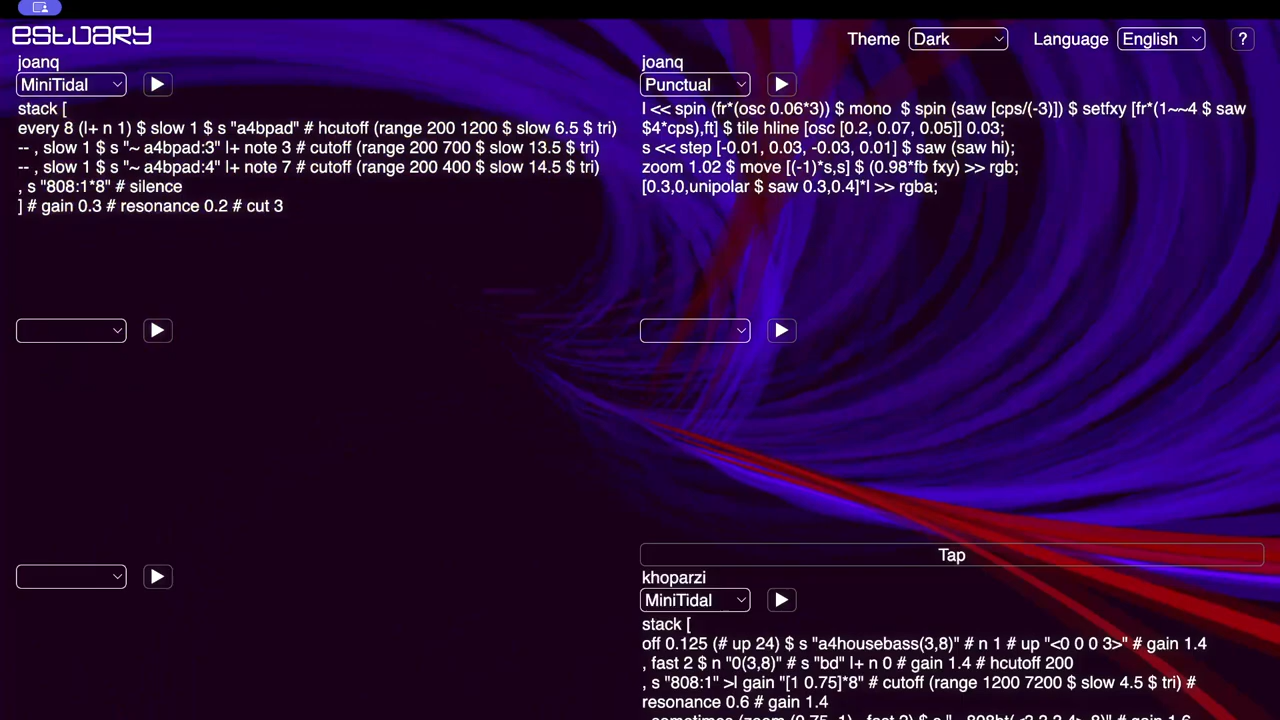 estuary
Theme Dark Language English ?
joanq
MiniTidal
stack [
every 8 (|+ n 1) $ slow 1 $ s "a4bpad" # hcutoff (range 200 1200 $ slow 6.5 $ tri)
-- , slow 1 $ s "~ a4bpad:3" |+ note 3 # cutoff (range 200 700 $ slow 13.5 $ tri)
-- , slow 1 $ s "~ a4bpad:4" |+ note 7 # cutoff (range 200 400 $ slow 14.5 $ tri)
, s "808:1*8" # silence
] # gain 0.3 # resonance 0.2 # cut 3
joanq
Punctual
l << spin (fr*(osc 0.06*3)) $ mono  $ spin (saw [cps/(-3)]) $ setfxy [fr*(1~~4 $ saw
$4*cps),ft] $ tile hline [osc [0.2, 0.07, 0.05]] 0.03;
s << step [-0.01, 0.03, -0.03, 0.01] $ saw (saw hi);
zoom 1.02 $ move [(-1)*s,s] $ (0.98*fb fxy) >> rgb;
[0.3,0,unipolar $ saw 0.3,0.4]*l >> rgba;
Tap
khoparzi
MiniTidal
stack [
off 0.125 (# up 24) $ s "a4housebass(3,8)" # n 1 # up "<0 0 0 3>" # gain 1.4
, fast 2 $ n "0(3,8)" # s "bd" |+ n 0 # gain 1.4 # hcutoff 200
, s "808:1" >| gain "[1 0.75]*8" # cutoff (range 1200 7200 $ slow 4.5 $ tri) #
resonance 0.6 # gain 1.4